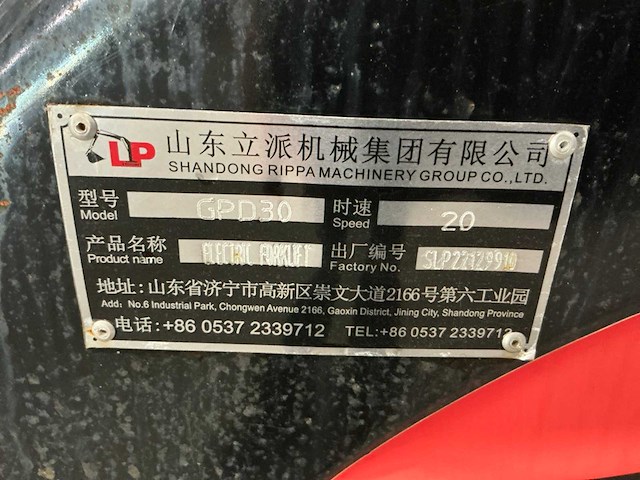 LP 山东立派机械集团有限公司
SHANDONG RIPPA MACHINERY GROUP CO.,LTD.
型号 Model GPD30 时速 Speed 20
产品名称 Product name ELECTRIC FORKLIFT 出厂编号 Factory No.
地址: 山东省济宁市高新区崇文大道2166号第六工业园
Add: No.6 Industrial Park, Chongwen Avenue 2166, Gaoxin District, Jining City, Shandong Province
电话: +86 0537 2339712 TEL: +86 0537 2339712